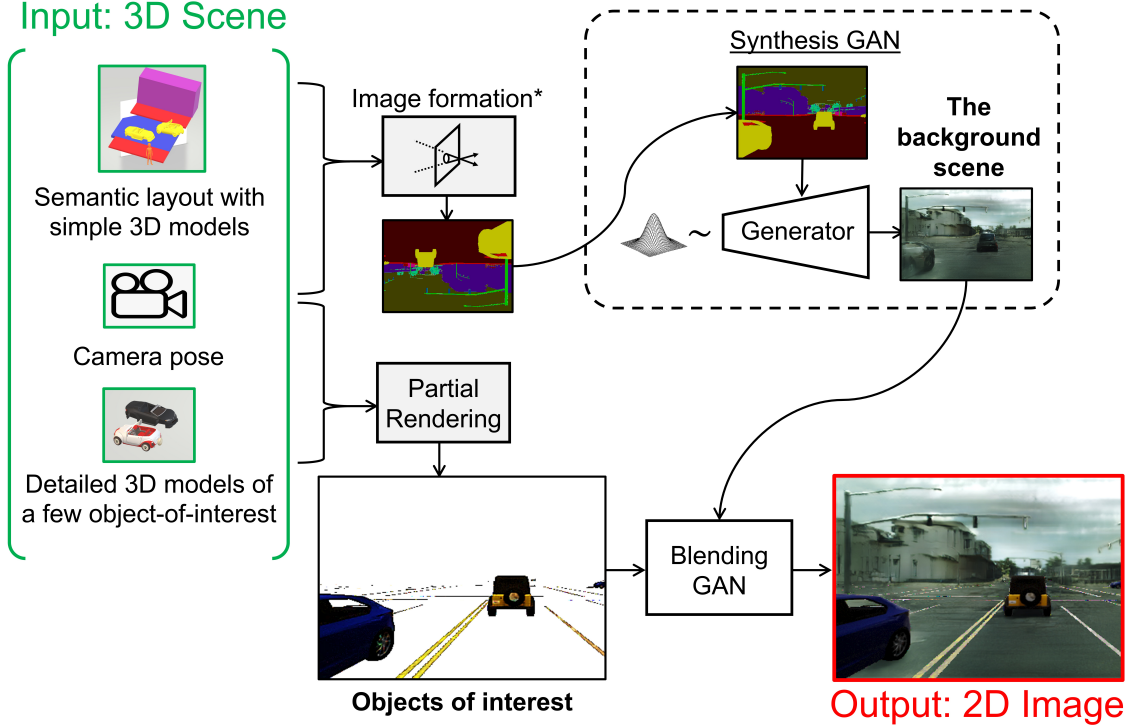 Input: 3D Scene
Semantic layout with
simple 3D models
Camera pose
Detailed 3D models of
a few object-of-interest
Image formation*
Partial
Rendering
Objects of interest
Synthesis GAN
~
Generator
The
background
scene
Blending
GAN
Output: 2D Image